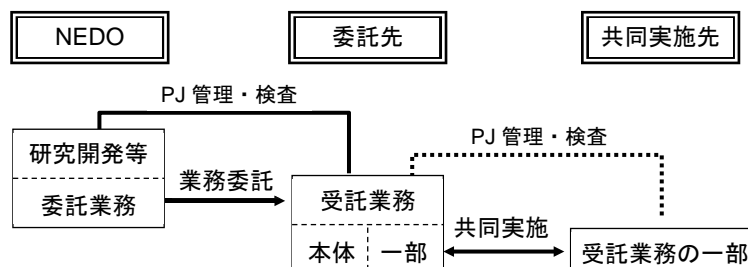 NEDO
委託先
共同実施先
PJ 管理・検査
PJ 管理・検査
研究開発等
委託業務
業務委託
受託業務
本体
一部
共同実施
受託業務の一部